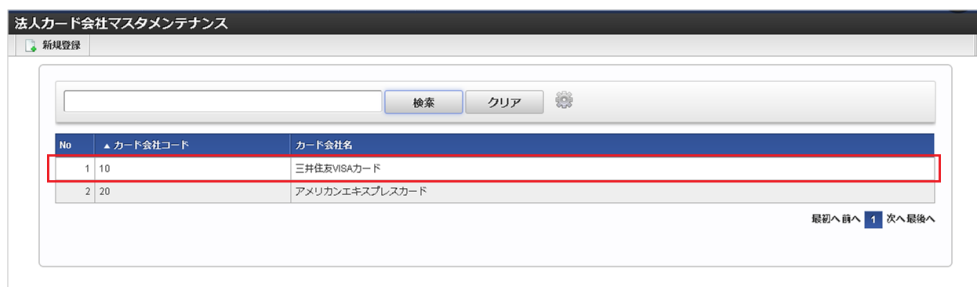 法人カード会社マスタメンテナンス
新規登録
検索 クリア
No ▲ カード会社コード カード会社名
1 10 三井住友VISAカード
2 20 アメリカンエキスプレスカード
最初へ 前へ 1 次へ 最後へ